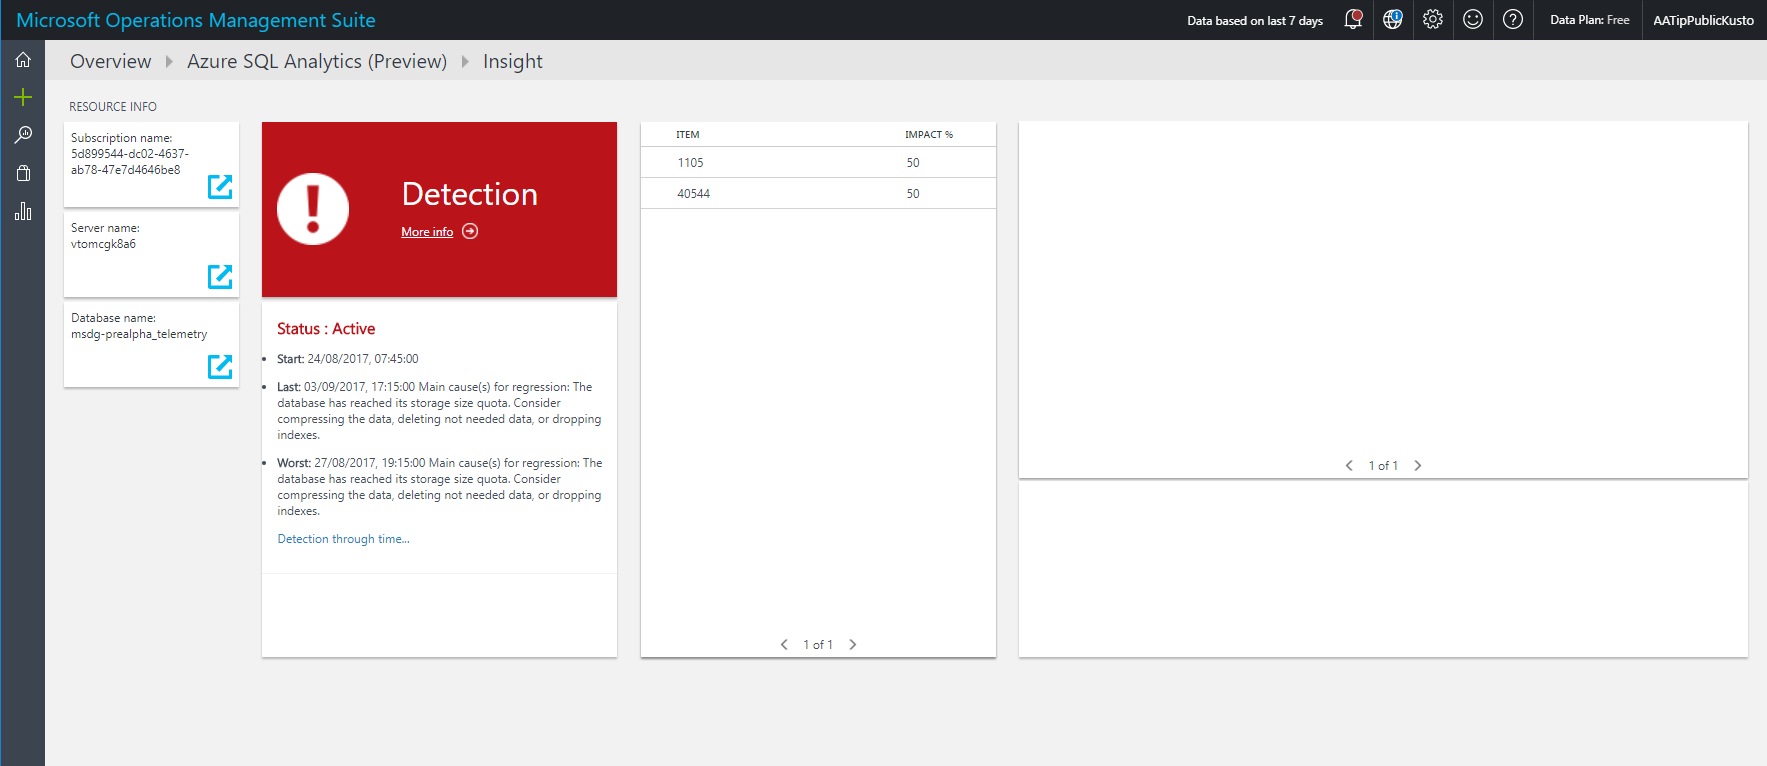 Microsoft Operations Management Suite
Data based on last 7 days
Data Plan: Free
AATipPublicKusto
Overview
Azure SQL Analytics (Preview)
Insight
RESOURCE INFO
Subscription name:
5d899544-dc02-4637-
ab78-47e7d4646be8
Server name:
vtomcgk8a6
Database name:
msdg-prealpha_telemetry
Detection
More info
Status : Active
Start: 24/08/2017, 07:45:00
Last: 03/09/2017, 17:15:00 Main cause(s) for regression: The
database has reached its storage size quota. Consider
compressing the data, deleting not needed data, or dropping
indexes.
Worst: 27/08/2017, 19:15:00 Main cause(s) for regression: The
database has reached its storage size quota. Consider
compressing the data, deleting not needed data, or dropping
indexes.
Detection through time...
ITEM IMPACT %
1105 50
40544 50
1 of 1
1 of 1